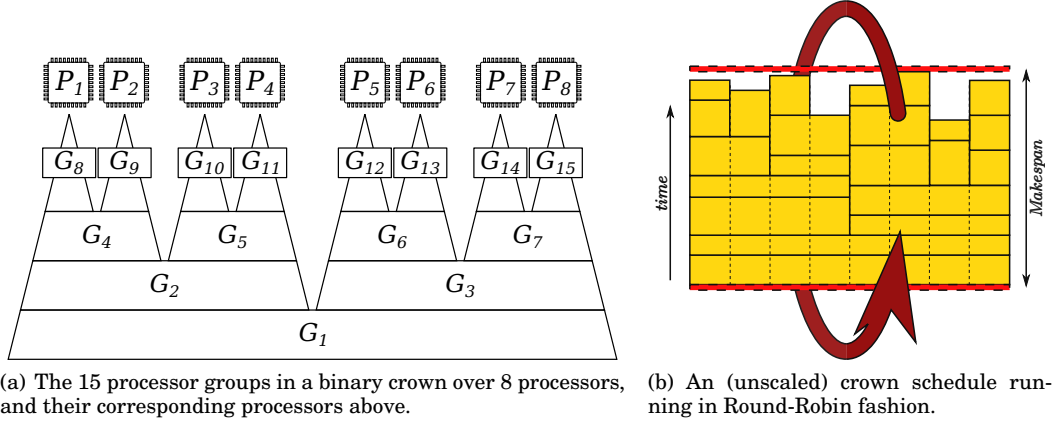 P1 P2 P3 P4 P5 P6 P7 P8
G8 G9 G10 G11 G12 G13 G14 G15
G4 G5 G6 G7
G2 G3
G1
time
Makespan
(a) The 15 processor groups in a binary crown over 8 processors,
and their corresponding processors above.
(b) An (unscaled) crown schedule run-
ning in Round-Robin fashion.